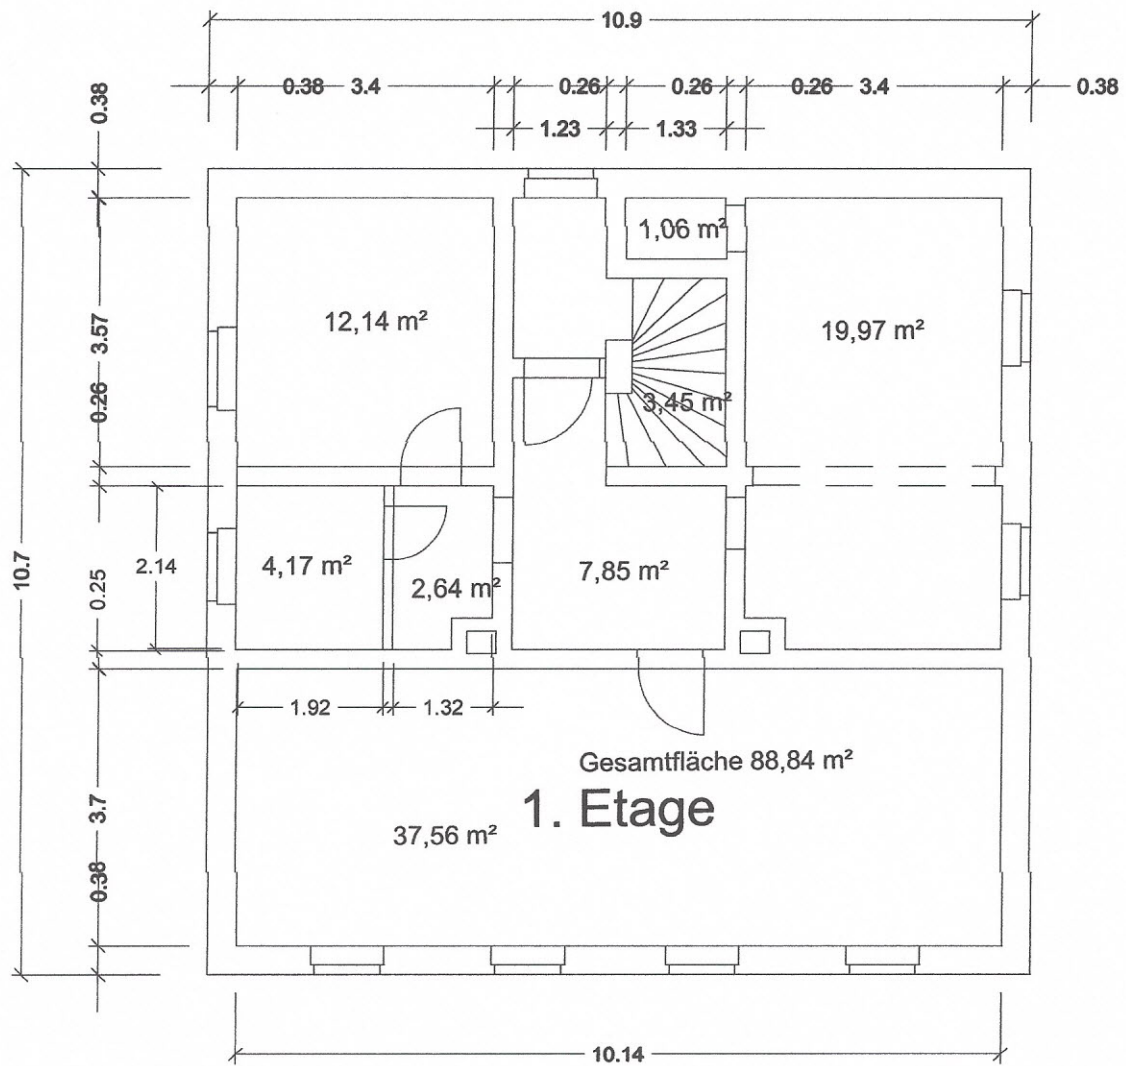 10.9
0.38 3.4 0.26 0.26 0.26 3.4 0.38
1.23 1.33
0.38
1,06 m²
12,14 m²
19,97 m²
3.57
0.26
3,45 m²
10.7
2.14
0.25
4,17 m²
2,64 m²
7,85 m²
1.92 1.32
Gesamtfläche 88,84 m²
1. Etage
37,56 m²
3.7
0.38
10.14